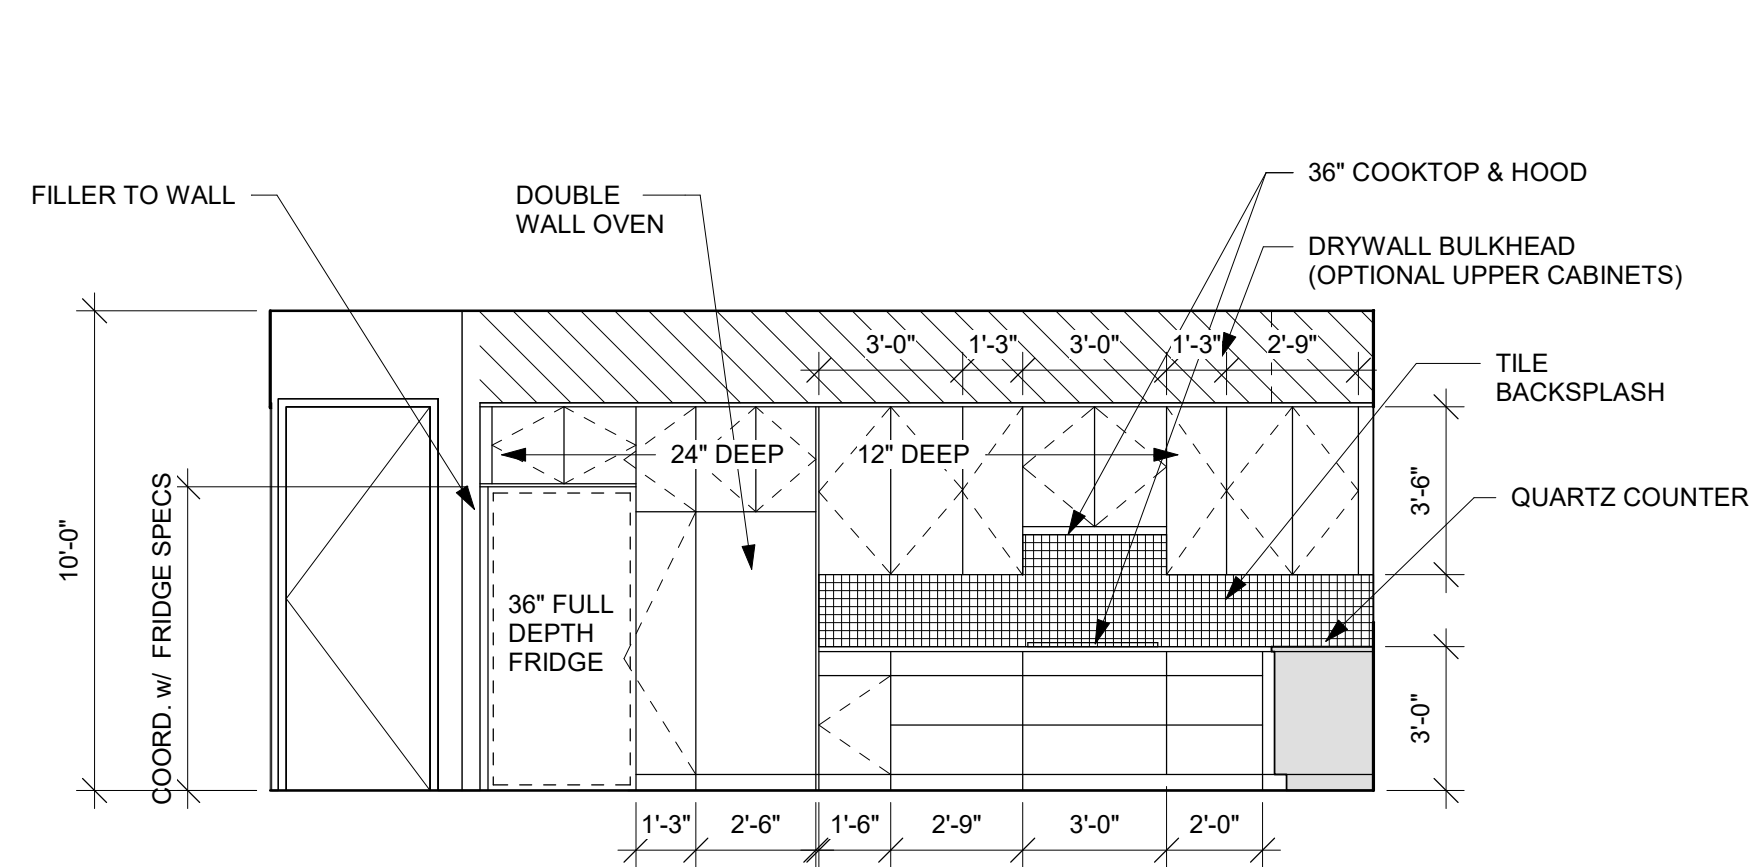 36" COOKTOP & HOOD
FILLER TO WALL
DOUBLE
WALL OVEN
DRYWALL BULKHEAD
(OPTIONAL UPPER CABINETS)
3'-0" 1'-3" 3'-0" 1'-3" 2'-9"
TILE
BACKSPLASH
24" DEEP
12" DEEP
3'-6"
QUARTZ COUNTER
10'-0"
COORD. w/ FRIDGE SPECS
36" FULL
DEPTH
FRIDGE
3'-0"
1'-3" 2'-6" 1'-6" 2'-9" 3'-0" 2'-0"